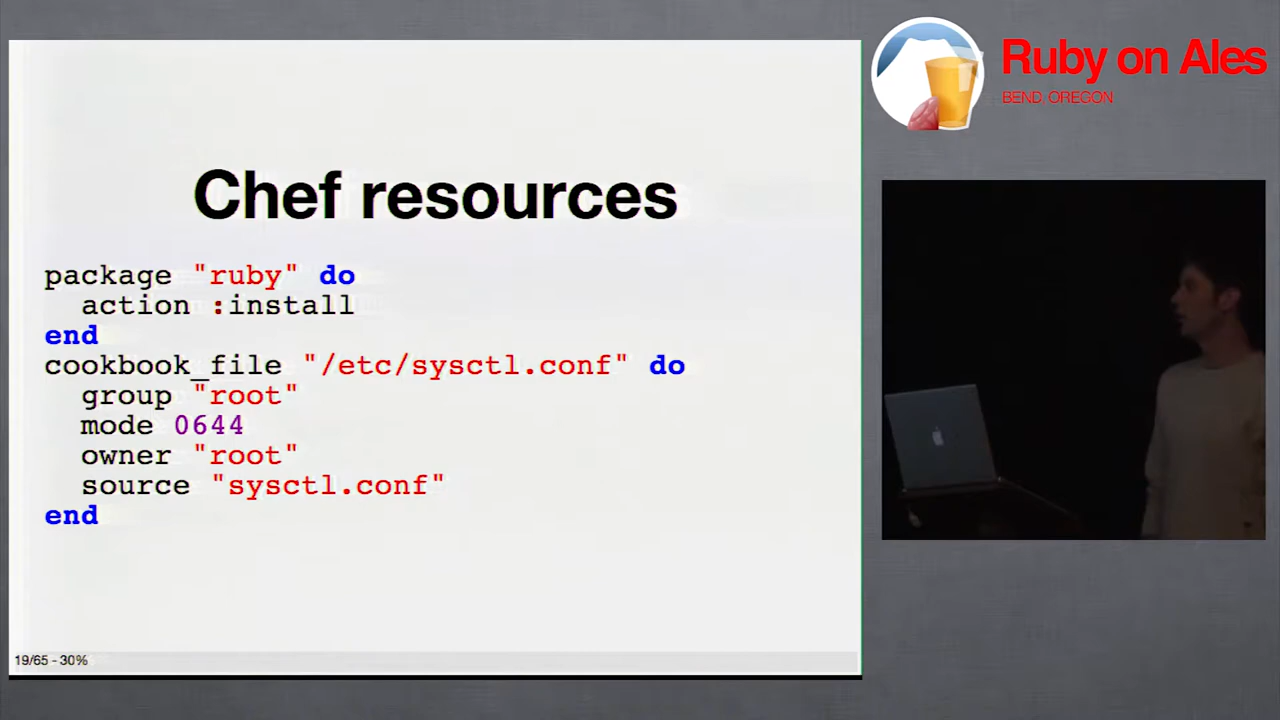 Chef resources
package "ruby" do
  action :install
end
cookbook_file "/etc/sysctl.conf" do
  group "root"
  mode 0644
  owner "root"
  source "sysctl.conf"
end
19/65 - 30%
Ruby on Ales
BEND, OREGON